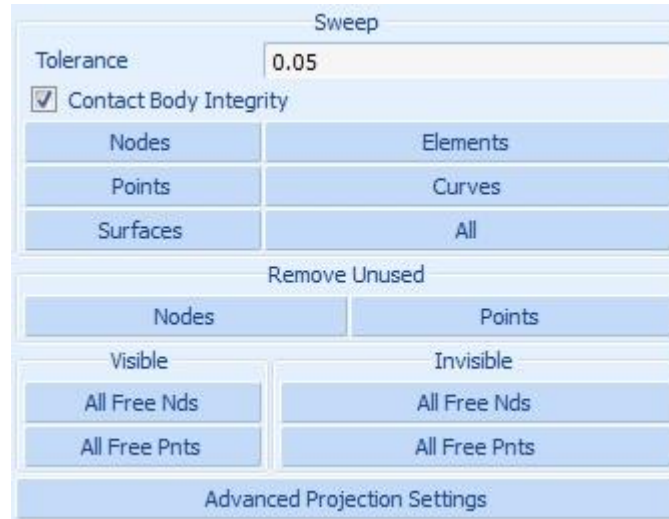 Sweep
Tolerance 0.05
Contact Body Integrity
Nodes Elements
Points Curves
Surfaces All
Remove Unused
Nodes Points
Visible Invisible
All Free Nds All Free Nds
All Free Pnts All Free Pnts
Advanced Projection Settings